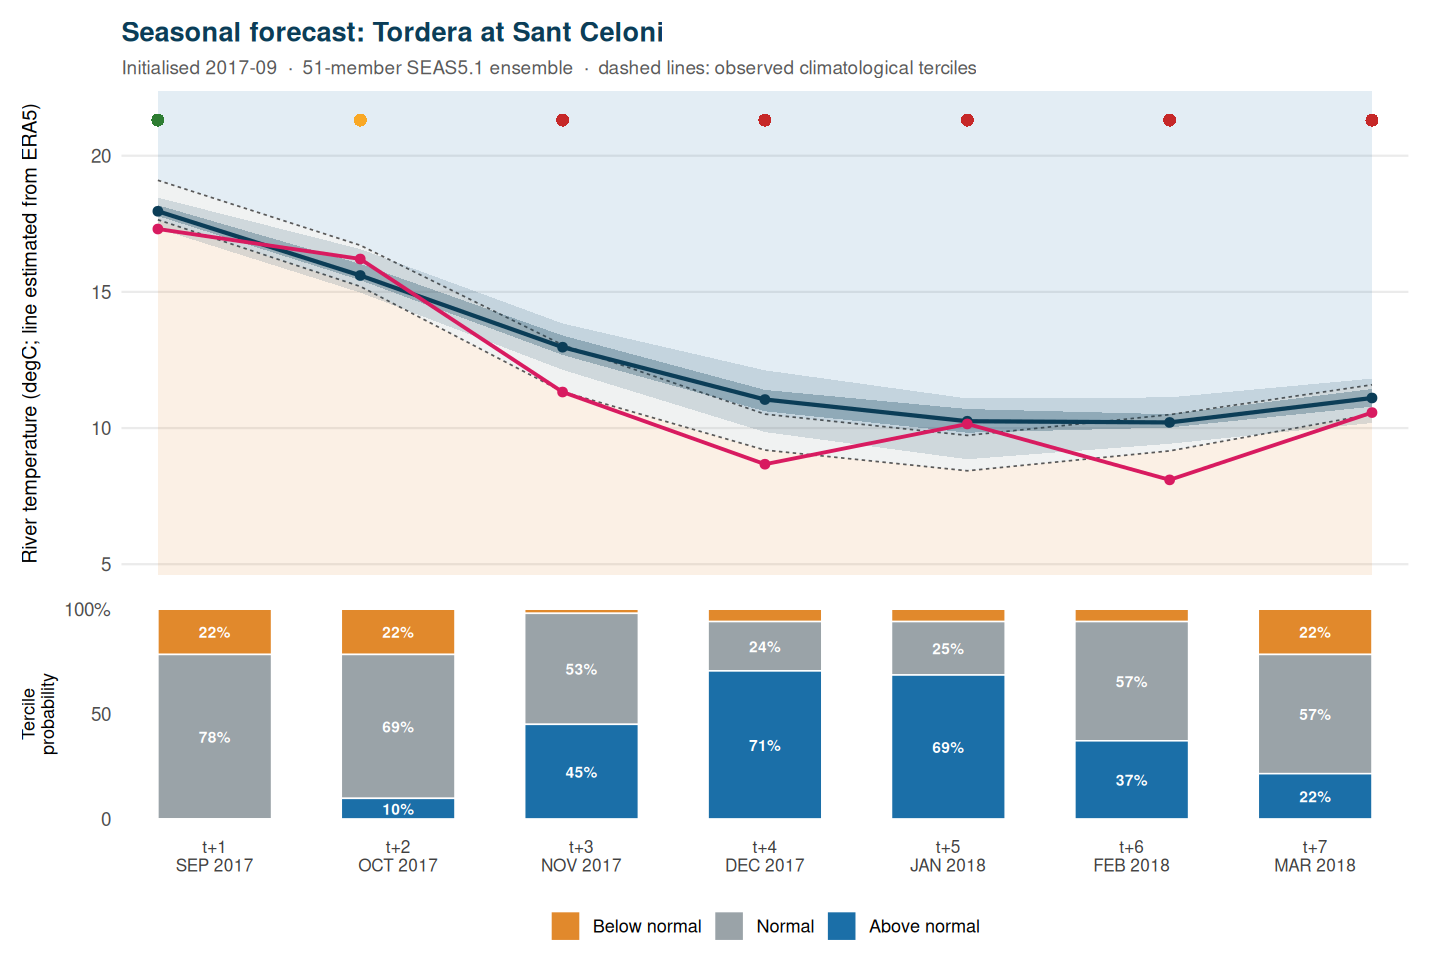 Seasonal forecast: Tordera at Sant Celoni
Initialised 2017-09 · 51-member SEAS5.1 ensemble · dashed lines: observed climatological terciles
River temperature (degC; line estimated from ERA5)
20
15
10
5
Tercile
probability
100%
50
0
22%
78%
22%
69%
10%
53%
45%
24%
71%
25%
69%
57%
37%
22%
57%
22%
t+1
SEP 2017
t+2
OCT 2017
t+3
NOV 2017
t+4
DEC 2017
t+5
JAN 2018
t+6
FEB 2018
t+7
MAR 2018
Below normal
Normal
Above normal